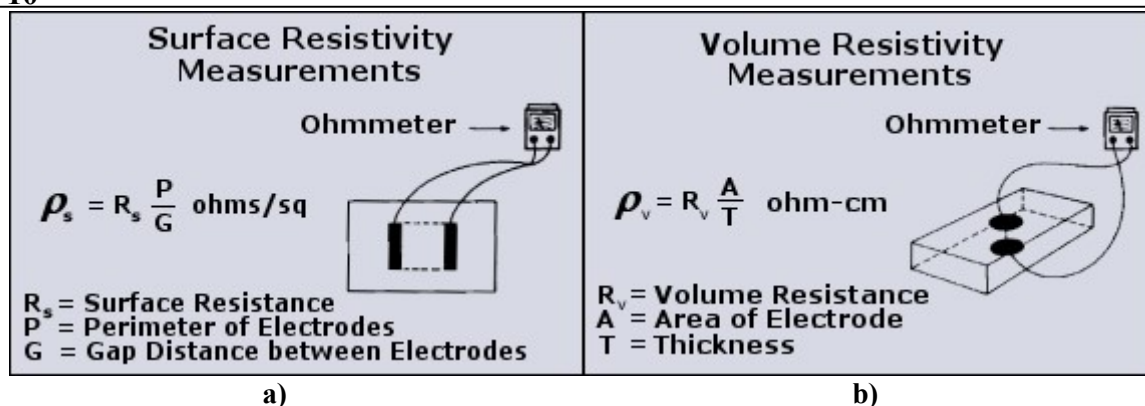 Surface Resistivity
Measurements
Ohmmeter →
ρₛ = Rₛ P/G ohms/sq
Rₛ = Surface Resistance
P = Perimeter of Electrodes
G = Gap Distance between Electrodes
Volume Resistivity
Measurements
Ohmmeter →
ρᵥ = Rᵥ A/T ohm-cm
Rᵥ = Volume Resistance
A = Area of Electrode
T = Thickness
a)
b)